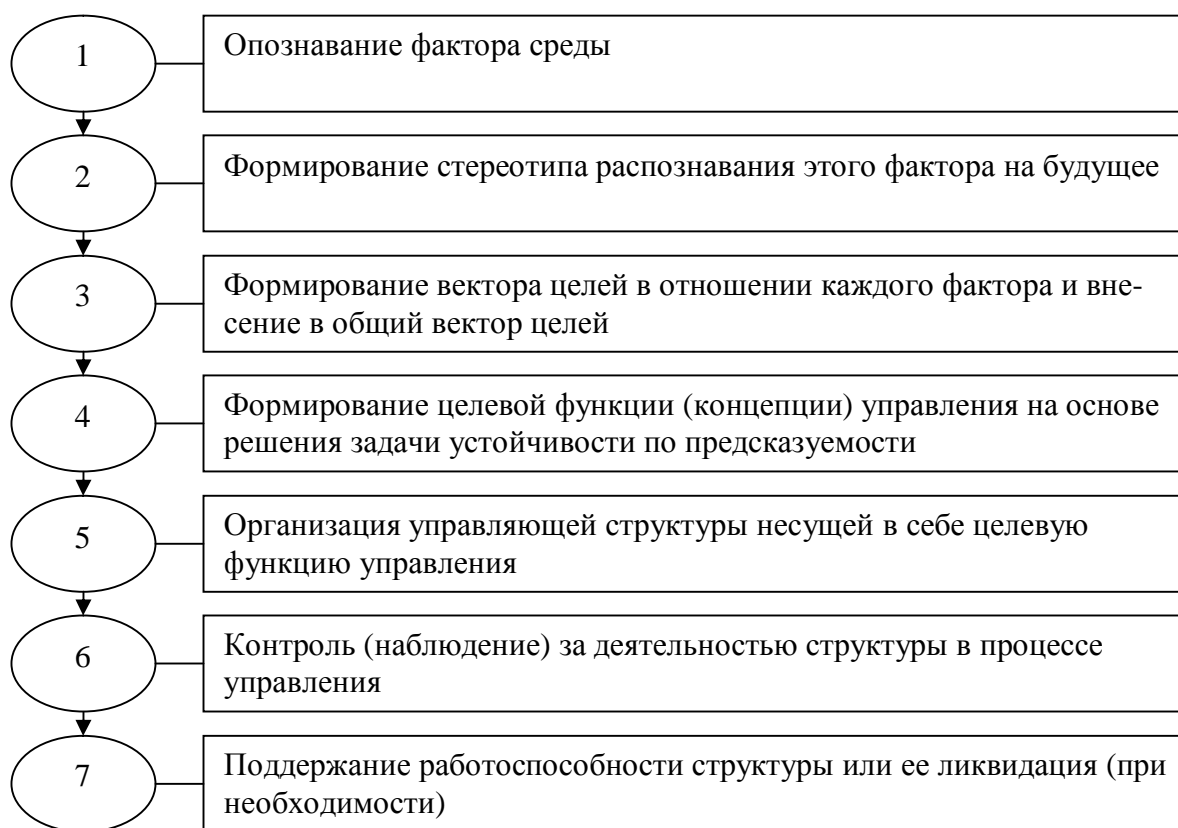 1
Опознавание фактора среды
2
Формирование стереотипа распознавания этого фактора на будущее
3
Формирование вектора целей в отношении каждого фактора и вне-
сение в общий вектор целей
4
Формирование целевой функции (концепции) управления на основе
решения задачи устойчивости по предсказуемости
5
Организация управляющей структуры несущей в себе целевую
функцию управления
6
Контроль (наблюдение) за деятельностью структуры в процессе
управления
7
Поддержание работоспособности структуры или ее ликвидация (при
необходимости)